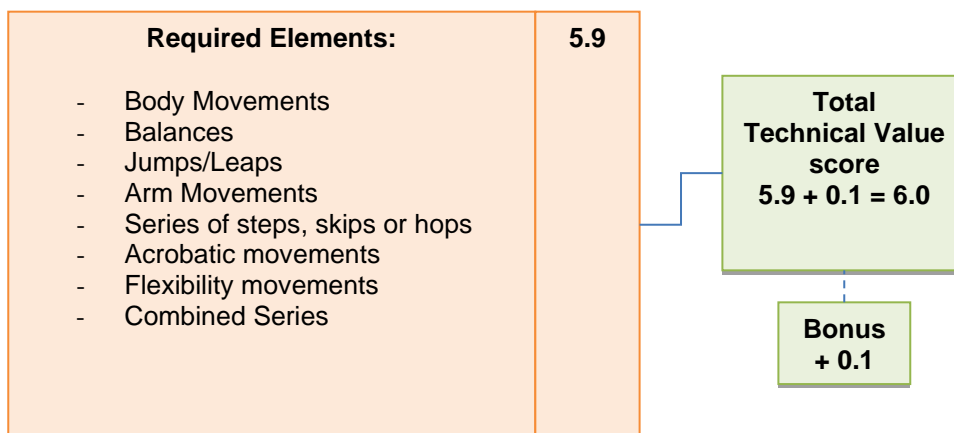 Required Elements:
5.9
- Body Movements
- Balances
- Jumps/Leaps
- Arm Movements
- Series of steps, skips or hops
- Acrobatic movements
- Flexibility movements
- Combined Series
Total
Technical Value
score
5.9 + 0.1 = 6.0
Bonus
+ 0.1